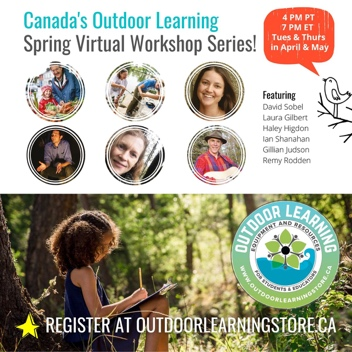 Canada's Outdoor Learning
Spring Virtual Workshop Series!
4 PM PT
7 PM ET
Tues & Thurs
in April & May
Featuring
David Sobel
Laura Gilbert
Haley Higdon
Ian Shanahan
Gillian Judson
Remy Rodden
OUTDOOR LEARNING
EQUIPMENT AND RESOURCES
FOR STUDENTS & EDUCATORS
WWW.OUTDOORLEARNINGSTORE.CA
REGISTER AT OUTDOORLEARNINGSTORE.CA